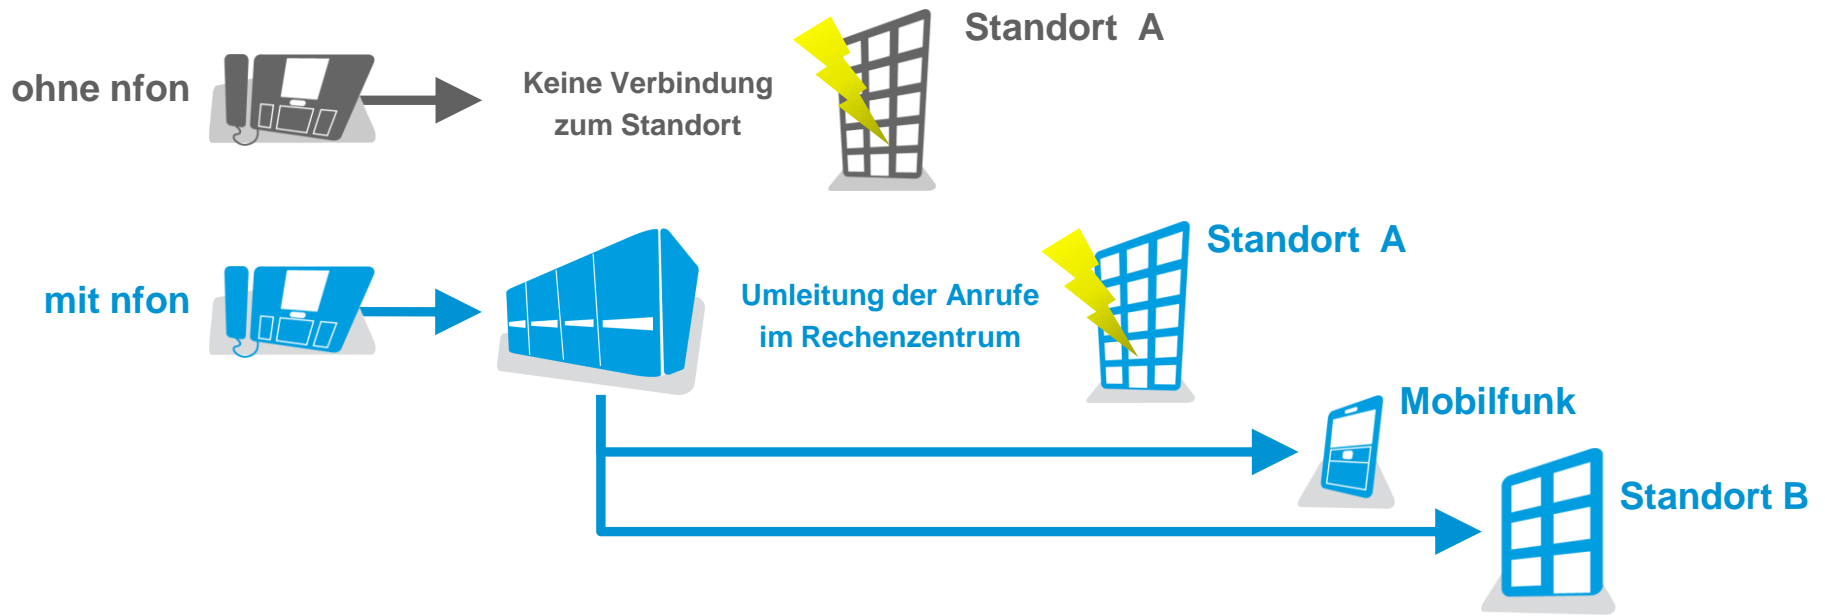 Standort A
ohne nfon
Keine Verbindung
zum Standort
Standort A
mit nfon
Umleitung der Anrufe
im Rechenzentrum
Mobilfunk
Standort B